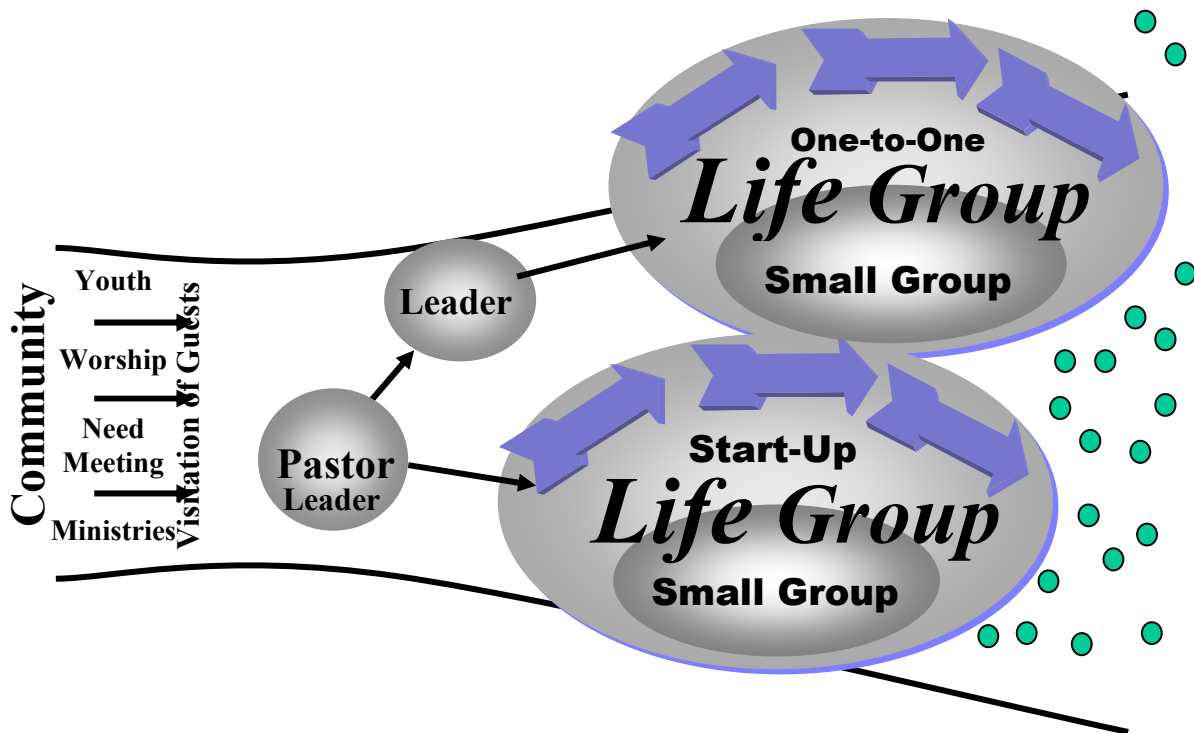 Community
Youth
Worship
Need
Meeting
Ministries
Visitation of Guests
Pastor
Leader
Leader
One-to-One
Life Group
Small Group
Start-Up
Life Group
Small Group